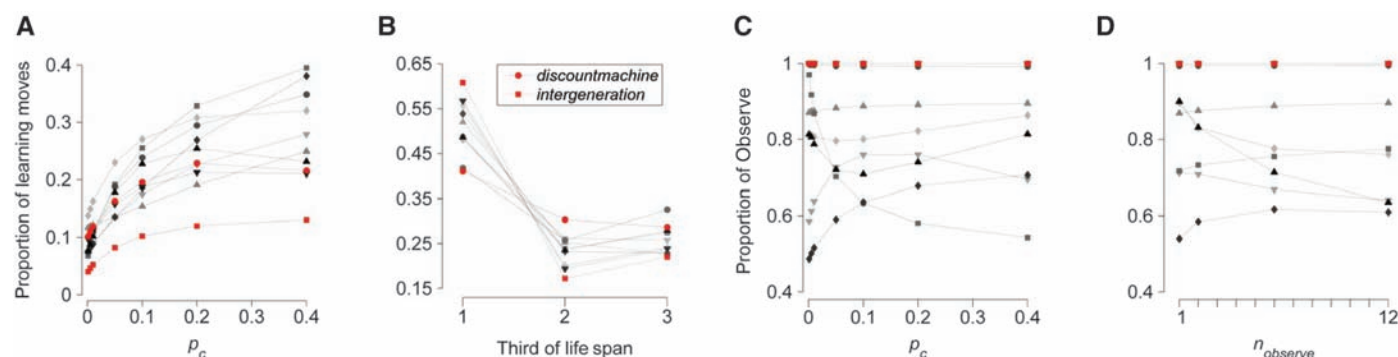 A
Proportion of learning moves
0.4
0.3
0.2
0.1
0
0 0.1 0.2 0.3 0.4
p_c
B
0.65
0.55
0.45
0.35
0.25
0.15
discountmachine
intergeneration
1 2 3
Third of life span
C
Proportion of Observe
1
0.8
0.6
0.4
0 0.1 0.2 0.3 0.4
p_c
D
1
0.8
0.6
0.4
1 12
n_observe